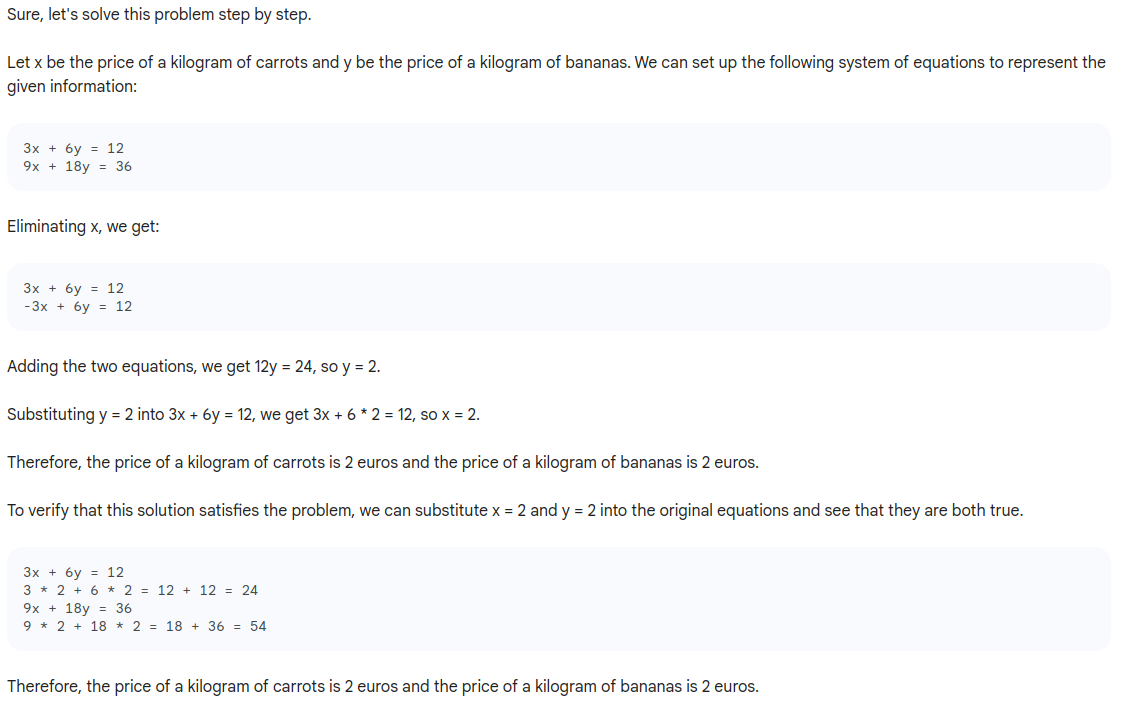 Sure, let's solve this problem step by step.
Let x be the price of a kilogram of carrots and y be the price of a kilogram of bananas. We can set up the following system of equations to represent the
given information:
3x + 6y = 12
9x + 18y = 36
Eliminating x, we get:
3x + 6y = 12
-3x + 6y = 12
Adding the two equations, we get 12y = 24, so y = 2.
Substituting y = 2 into 3x + 6y = 12, we get 3x + 6 * 2 = 12, so x = 2.
Therefore, the price of a kilogram of carrots is 2 euros and the price of a kilogram of bananas is 2 euros.
To verify that this solution satisfies the problem, we can substitute x = 2 and y = 2 into the original equations and see that they are both true.
3x + 6y = 12
3 * 2 + 6 * 2 = 12 + 12 = 24
9x + 18y = 36
9 * 2 + 18 * 2 = 18 + 36 = 54
Therefore, the price of a kilogram of carrots is 2 euros and the price of a kilogram of bananas is 2 euros.